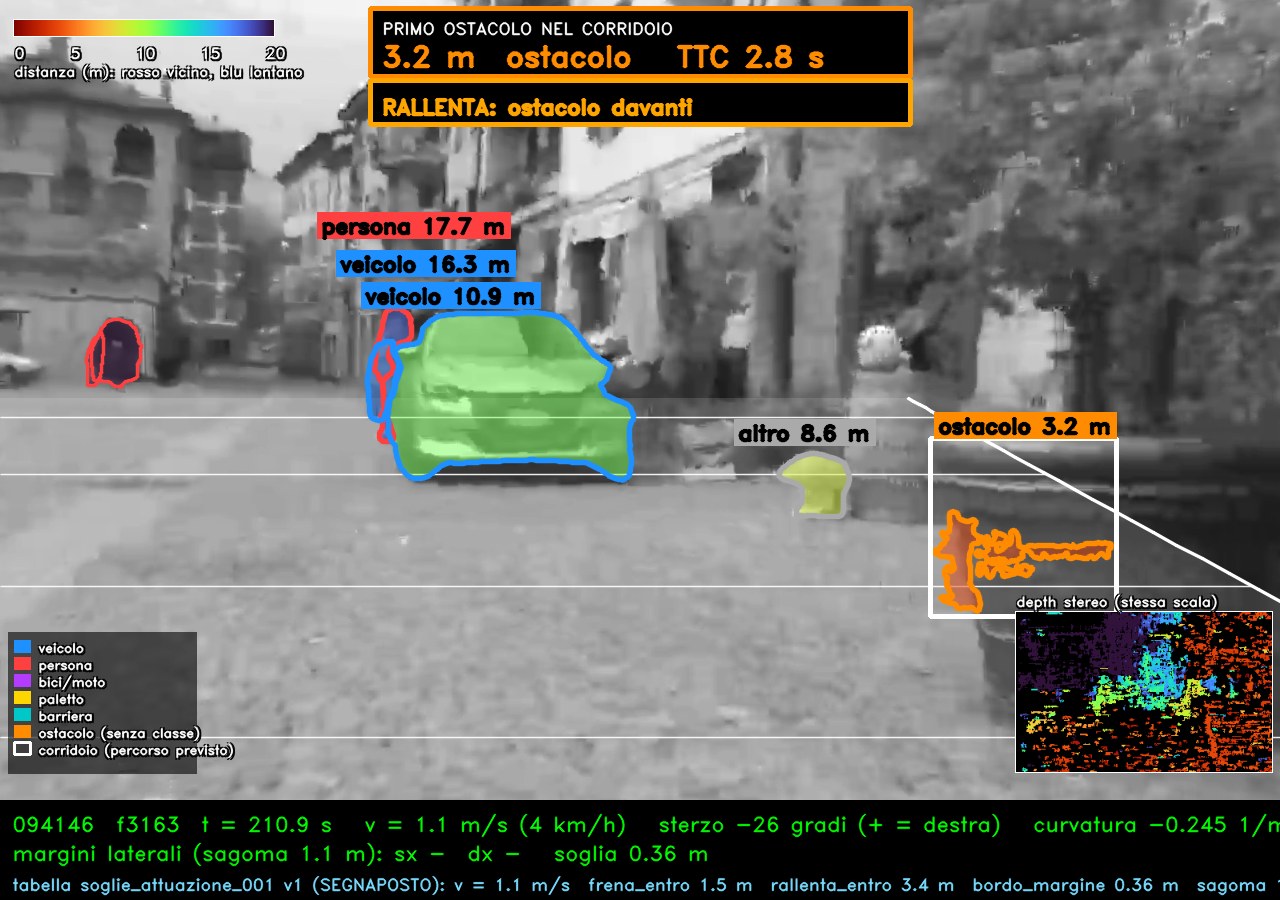 0 5 10 15 20
distanza (m): rosso vicino, blu lontano
PRIMO OSTACOLO NEL CORRIDOIO
3.2 m ostacolo TTC 2.8 s
RALLENTA: ostacolo davanti
persona 17.7 m
veicolo 16.3 m
veicolo 10.9 m
altro 8.6 m
ostacolo 3.2 m
depth stereo (stessa scala)
veicolo
persona
bici/moto
paletto
barriera
ostacolo (senza classe)
corridoio (percorso previsto)
094146 f3163 t = 210.9 s v = 1.1 m/s (4 km/h) sterzo −26 gradi (+ = destra) curvatura −0.245 1/m
margini laterali (sagoma 1.1 m): sx − dx − soglia 0.36 m
tabella soglie_attuazione_001 v1 (SEGNAPOSTO): v = 1.1 m/s frena_entro 1.5 m rallenta_entro 3.4 m bordo_margine 0.36 m sagoma